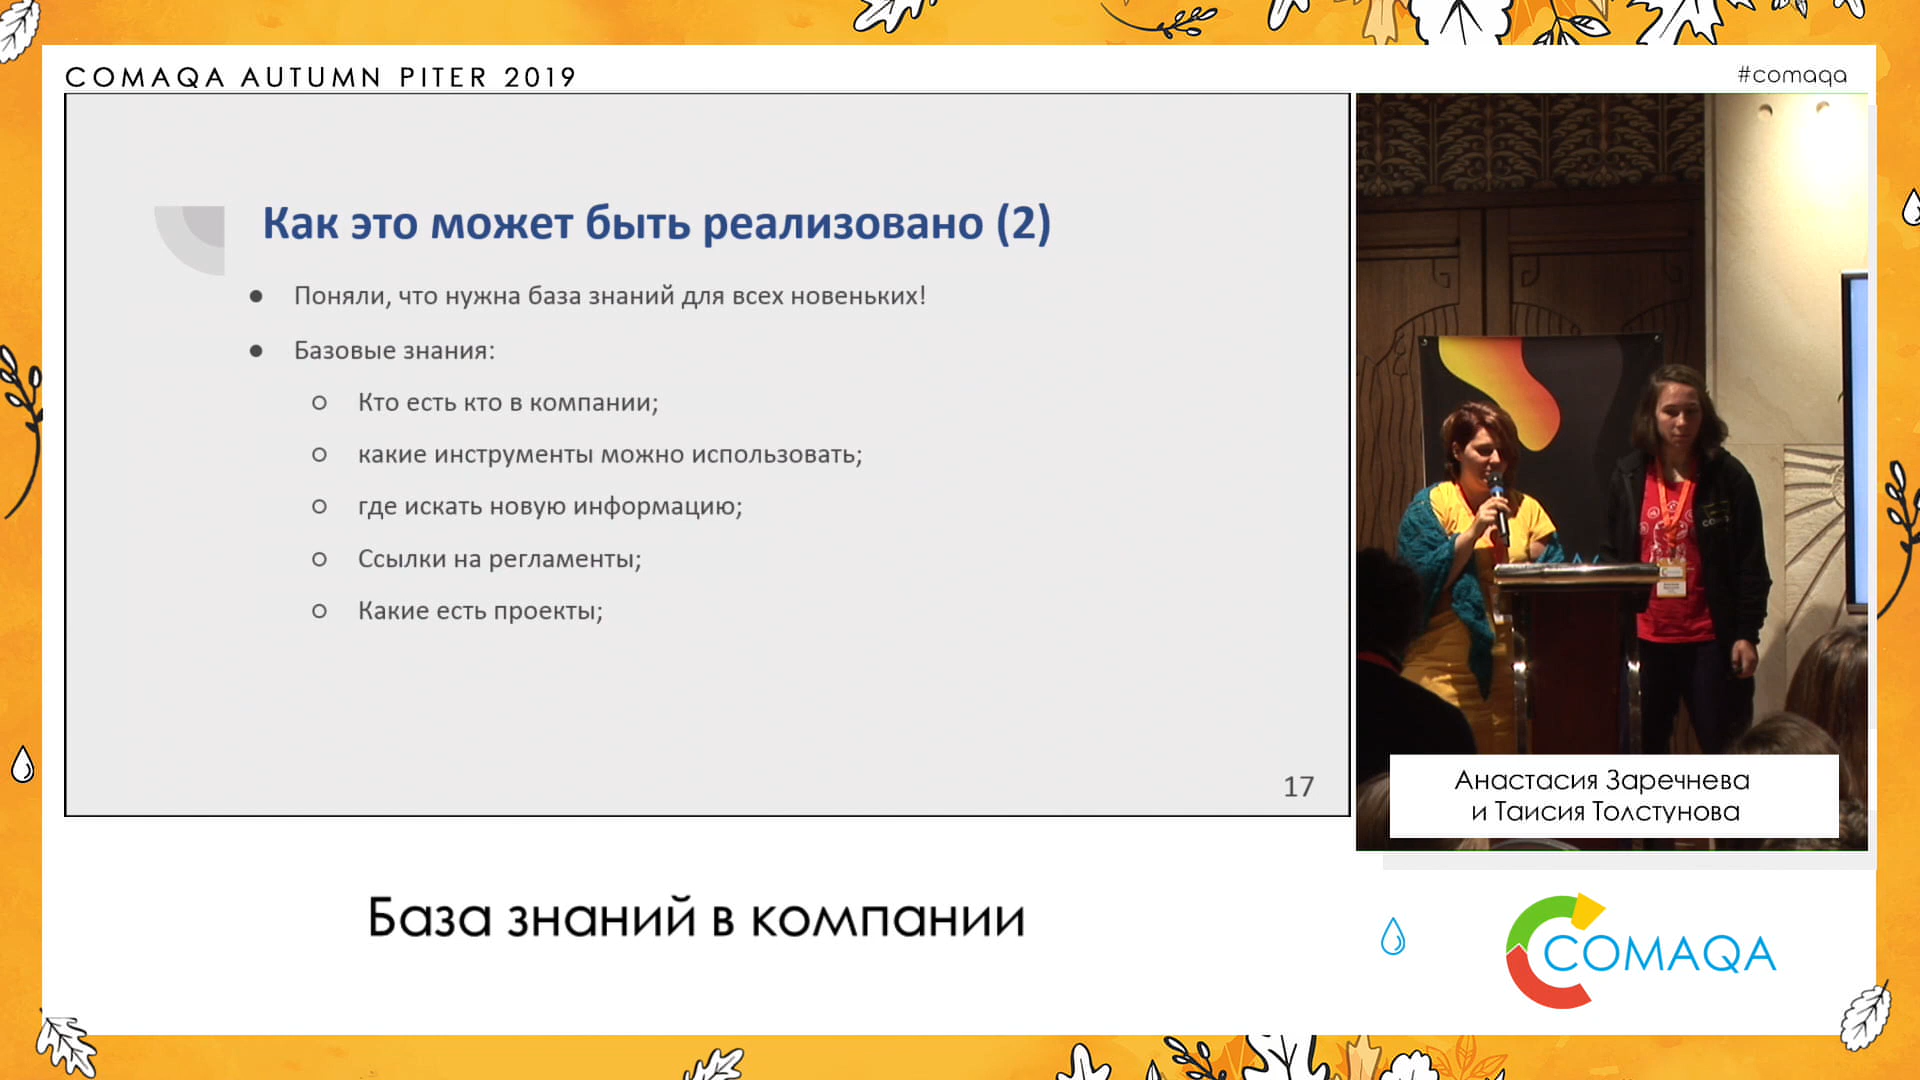 COMAQA AUTUMN PITER 2019
#comaqa
Как это может быть реализовано (2)
● Поняли, что нужна база знаний для всех новеньких!
● Базовые знания:
○ Кто есть кто в компании;
○ какие инструменты можно использовать;
○ где искать новую информацию;
○ Ссылки на регламенты;
○ Какие есть проекты;
17
Анастасия Заречнева
и Таисия Толстунова
База знаний в компании
COMAQA